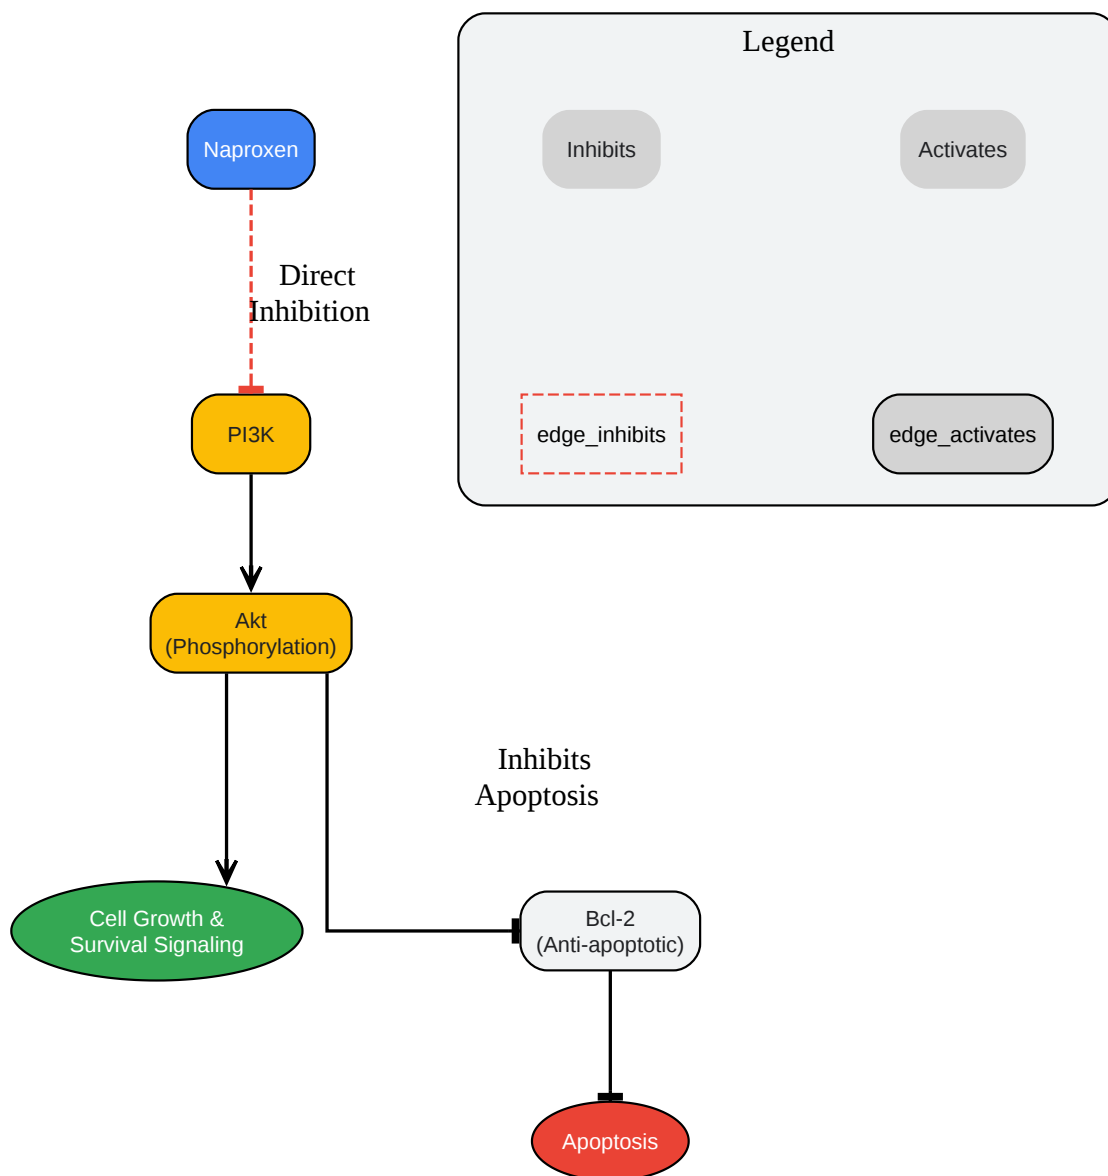 Legend
Naproxen
Inhibits
Activates
Direct
Inhibition
PI3K
edge_inhibits
edge_activates
Akt
(Phosphorylation)
Inhibits
Apoptosis
Cell Growth &
Survival Signaling
Bcl-2
(Anti-apoptotic)
Apoptosis